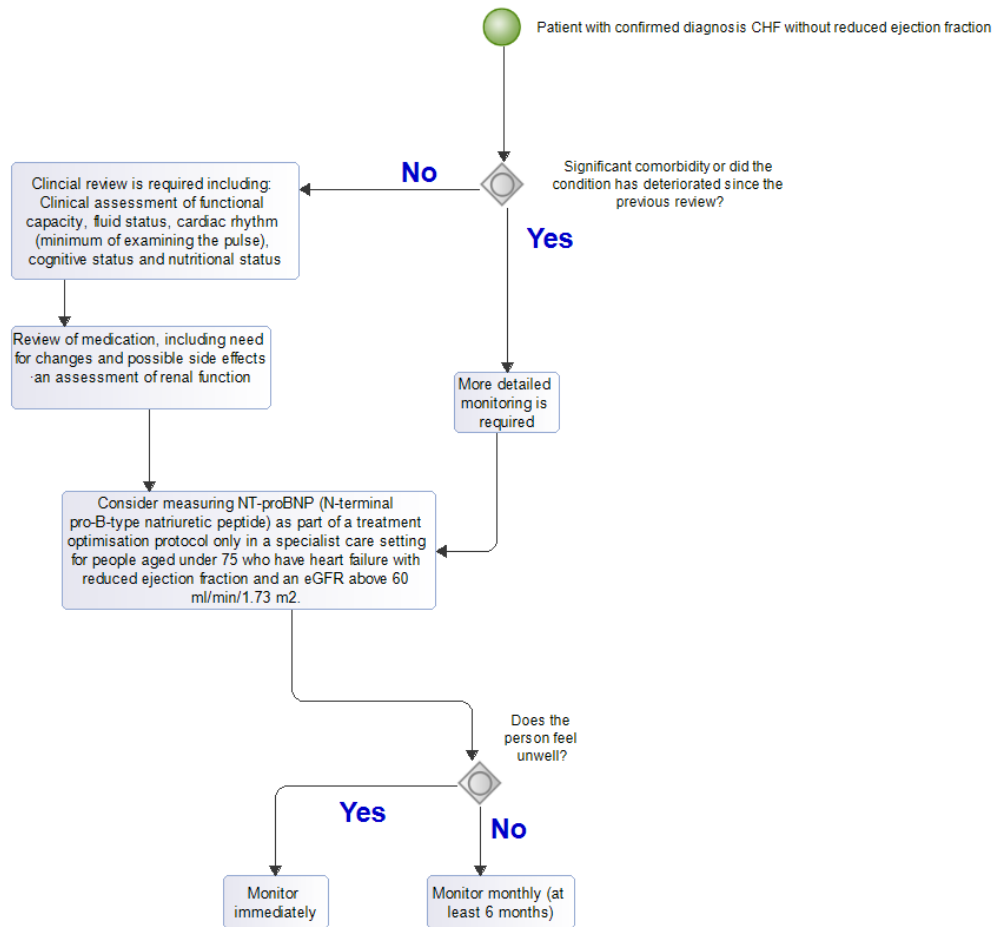 Patient with confirmed diagnosis CHF without reduced ejection fraction
Significant comorbidity or did the
condition has deteriorated since the
previous review?
No
Yes
Clincial review is required including:
Clinical assessment of functional
capacity, fluid status, cardiac rhythm
(minimum of examining the pulse),
cognitive status and nutritional status
Review of medication, including need
for changes and possible side effects
·an assessment of renal function
More detailed
monitoring is
required
Consider measuring NT-proBNP (N-terminal
pro-B-type natriuretic peptide) as part of a treatment
optimisation protocol only in a specialist care setting
for people aged under 75 who have heart failure with
reduced ejection fraction and an eGFR above 60
ml/min/1.73 m2.
Does the
person feel
unwell?
Yes
No
Monitor
immediately
Monitor monthly (at
least 6 months)